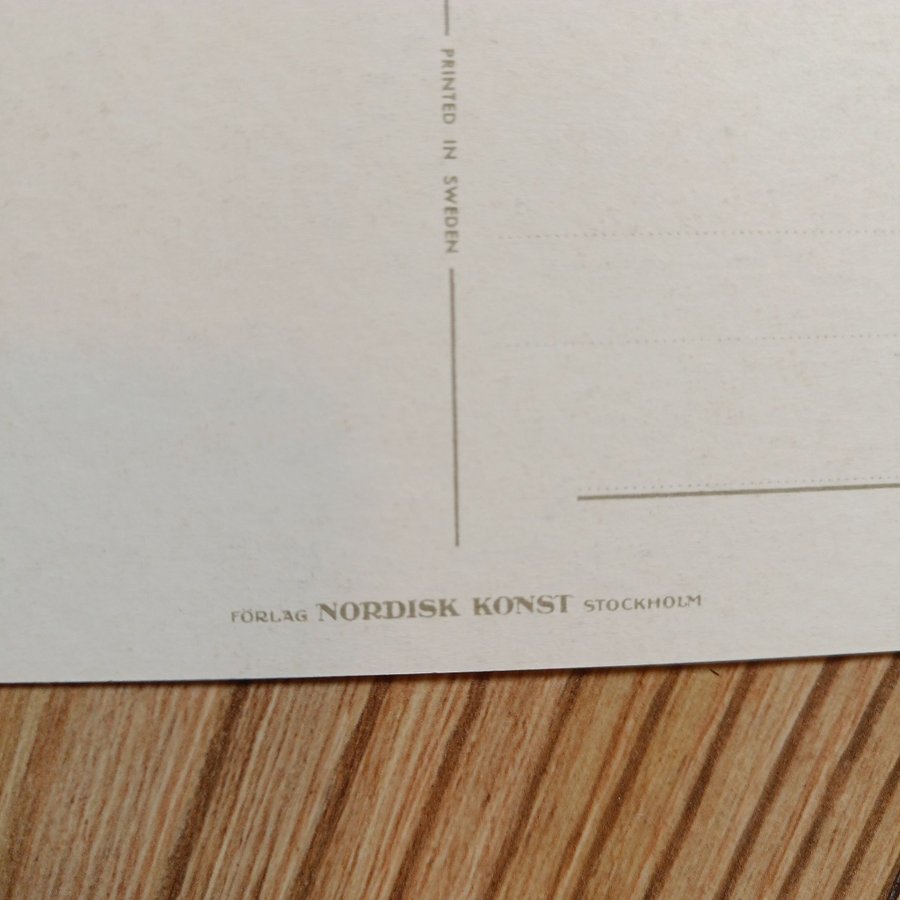 PRINTED IN SWEDEN
FÖRLAG NORDISK KONST STOCKHOLM